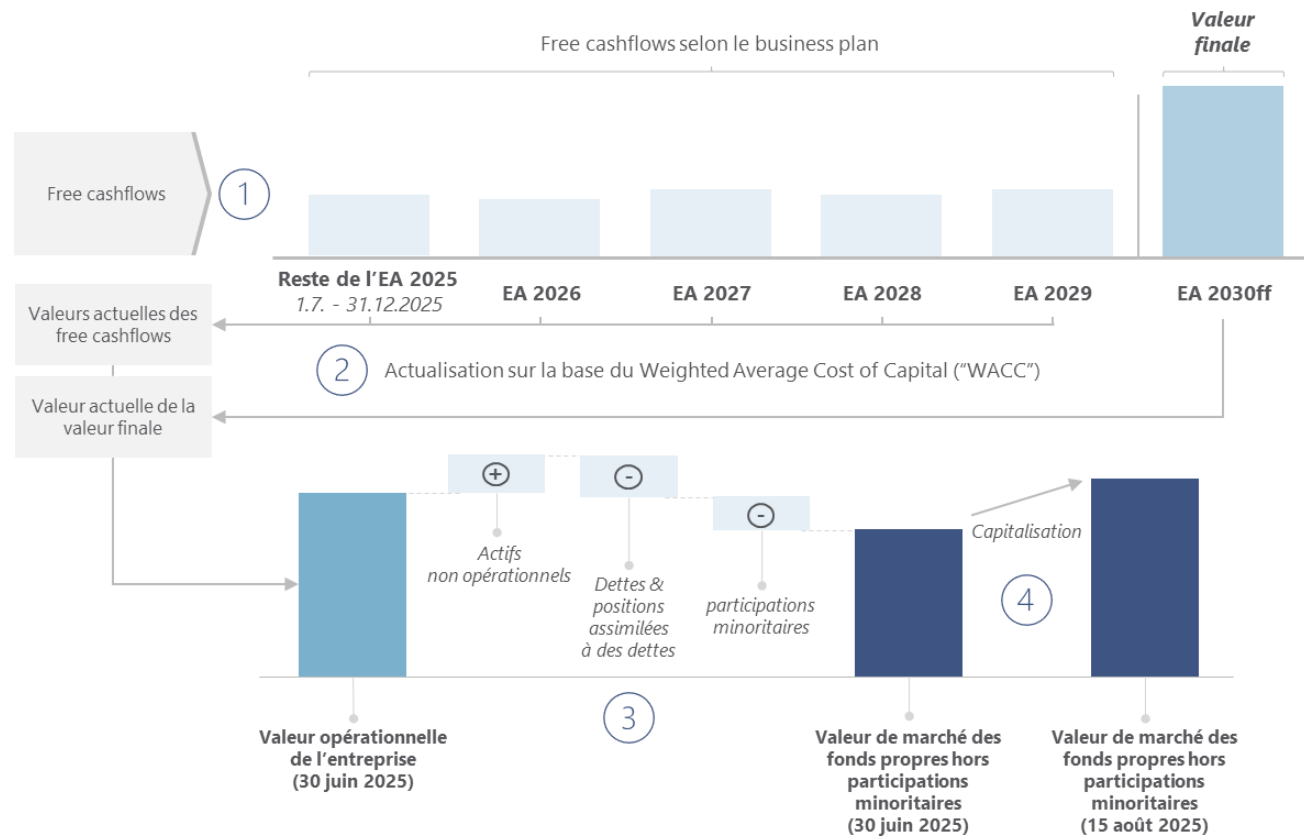 Free cashflows selon le business plan
Valeur
finale
Free cashflows
1
Reste de l’EA 2025
1.7. - 31.12.2025
EA 2026
EA 2027
EA 2028
EA 2029
EA 2030ff
Valeurs actuelles des
free cashflows
2
Actualisation sur la base du Weighted Average Cost of Capital (“WACC”)
Valeur actuelle de la
valeur finale
+
-
-
Actifs
non opérationnels
Dettes &
positions
assimilées
à des dettes
participations
minoritaires
Capitalisation
4
3
Valeur opérationnelle
de l’entreprise
(30 juin 2025)
Valeur de marché des
fonds propres hors
participations
minoritaires
(30 juin 2025)
Valeur de marché des
fonds propres hors
participations
minoritaires
(15 août 2025)